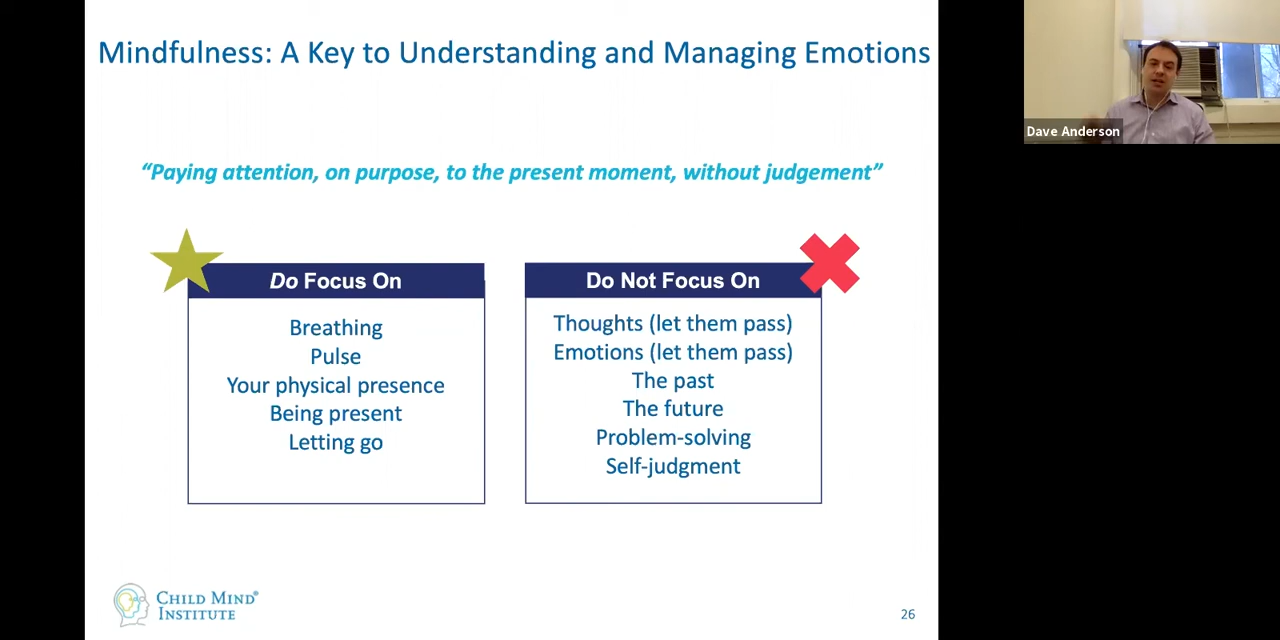 Mindfulness: A Key to Understanding and Managing Emotions
Dave Anderson
“Paying attention, on purpose, to the present moment, without judgement”
Do Focus On
Breathing
Pulse
Your physical presence
Being present
Letting go
Do Not Focus On
Thoughts (let them pass)
Emotions (let them pass)
The past
The future
Problem-solving
Self-judgment
CHILD MIND®
INSTITUTE
26